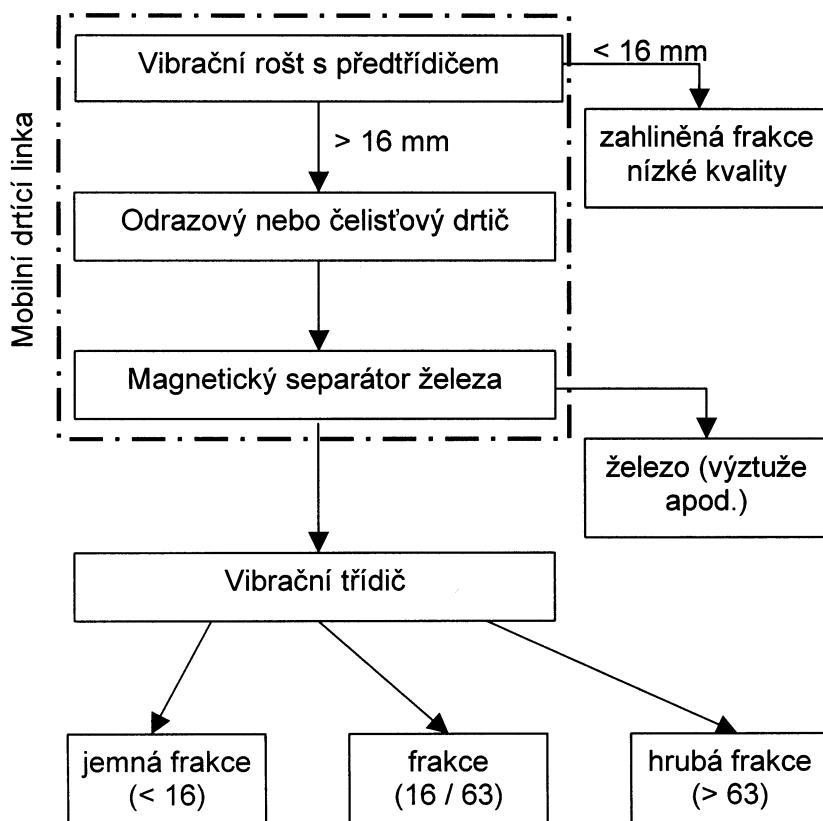 Mobilní drtící linka
Vibrační rošt s předtřídičem
< 16 mm
> 16 mm
zahliněná frakce
nízké kvality
Odrazový nebo čelisťový drtič
Magnetický separátor železa
železo (výztuže
apod.)
Vibrační třídič
jemná frakce
(< 16)
frakce
(16 / 63)
hrubá frakce
(> 63)